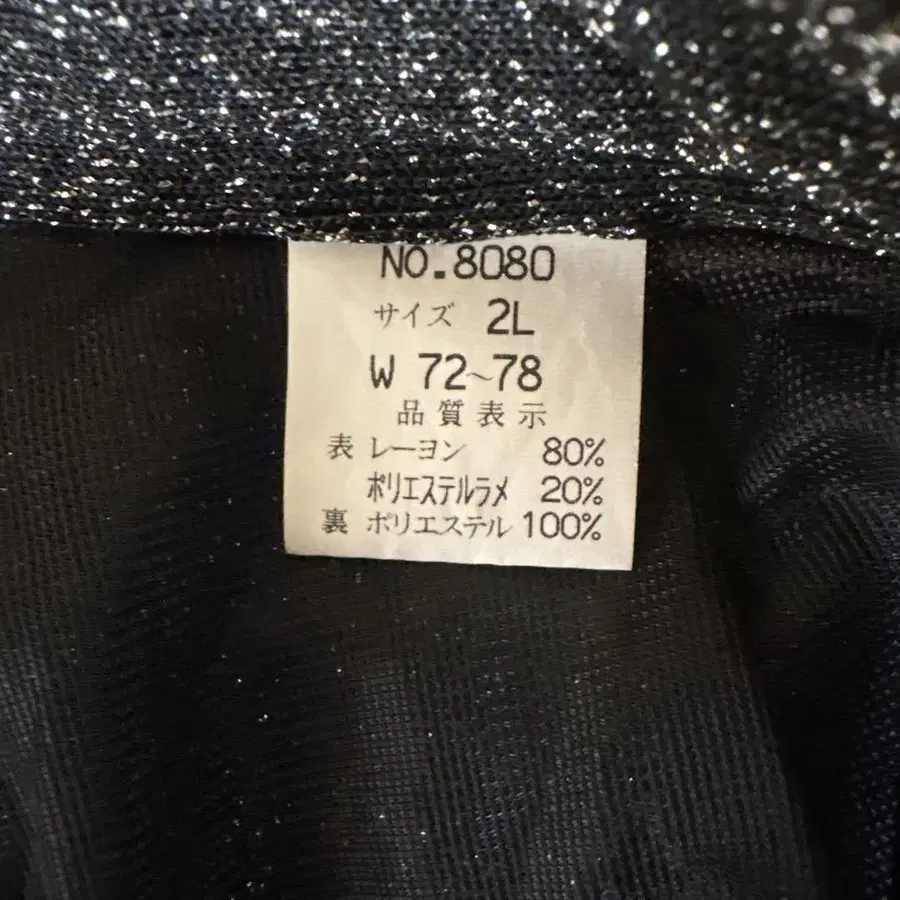 NO.8080
サイズ 2L
W 72~78
品質表示
表 レーヨン 80%
ポリエステルラメ 20%
裏 ポリエステル 100%